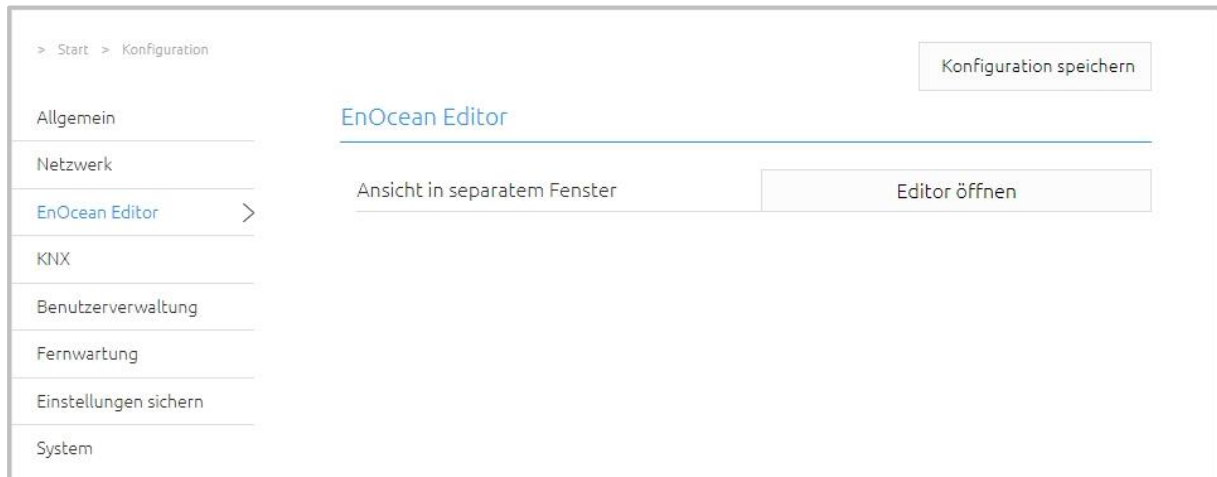 > Start > Konfiguration
Konfiguration speichern
Allgemein
Netzwerk
EnOcean Editor
KNX
Benutzerverwaltung
Fernwartung
Einstellungen sichern
System
EnOcean Editor
Ansicht in separatem Fenster
Editor öffnen